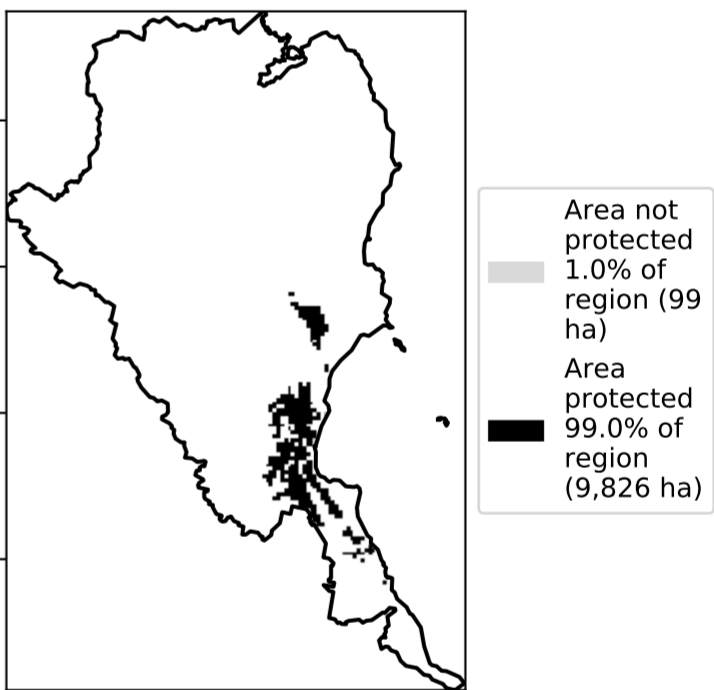 Area not
protected
1.0% of
region (99
ha)
Area
protected
99.0% of
region
(9,826 ha)